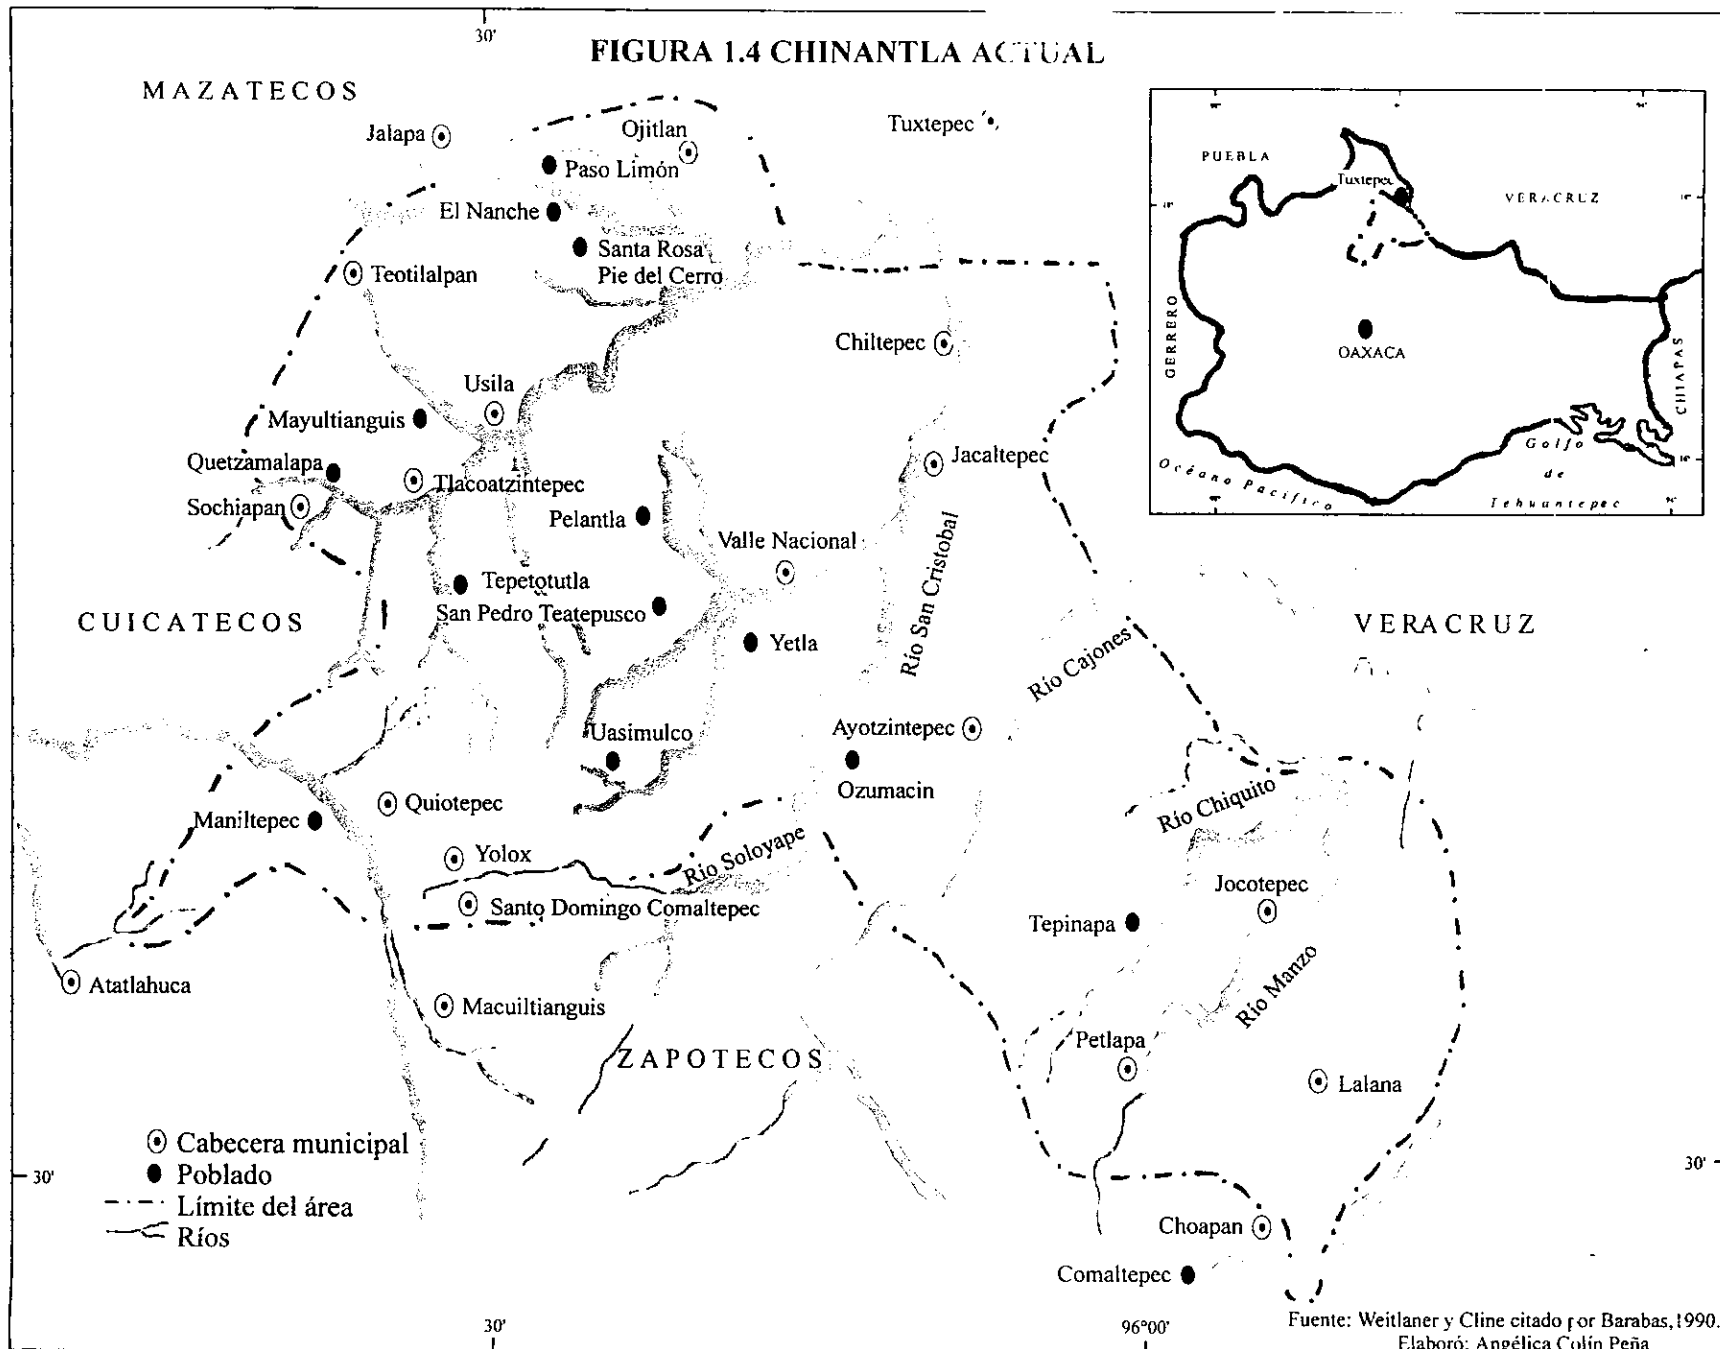 30'
FIGURA 1.4 CHINANTLA ACTUAL
MAZATECOS
Jalapa
Ojitlan
Tuxtepec
Paso Limón
El Nanche
Santa Rosa
Pie del Cerro
Teotilalpan
Chiltepec
Usila
Mayultianguis
Quetzamalapa
Tlacoatzintepec
Jacaltepec
Sochiapan
Pelantla
Valle Nacional
Tepetotutla
San Pedro Teatepusco
CUICATECOS
Yetla
Río San Cristobal
Río Cajones
VERACRUZ
Uasimulco
Ayotzintepec
Ozumacin
Quiotepec
Maniltepec
Río Chiquito
Yolox
Río Soloyape
Santo Domingo Comaltepec
Jocotepec
Tepinapa
Atatlahuca
Macuiltianguis
Río Manzo
ZAPOTECOS
Petlapa
Lalana
Choapan
Comaltepec
PUEBLA
Tuxtepec
VERACRUZ
GERRERO
OAXACA
CHIAPAS
Océano Pacífico
Golfo
de
Tehuantepec
Cabecera municipal
Poblado
Límite del área
Ríos
30'
30'
30'
96°00'
Fuente: Weitlaner y Cline citado por Barabas,1990.
Elaboró: Angélica Colín Peña